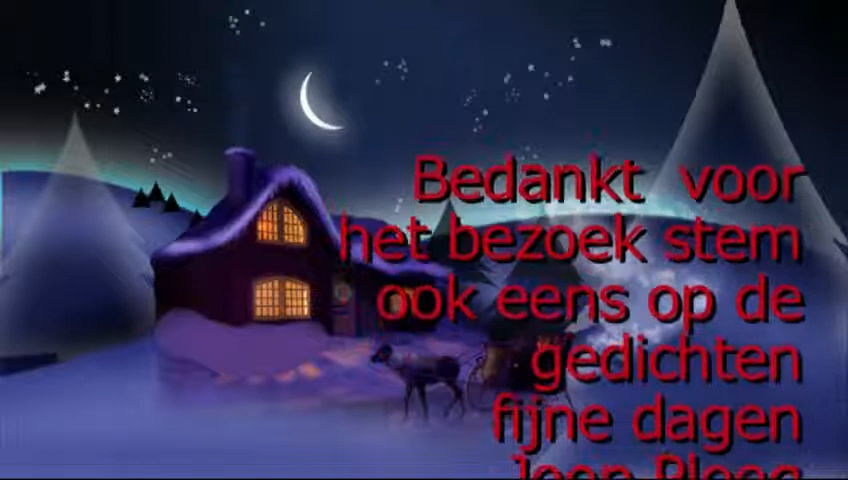 Bedankt voor
het bezoek stem
ook eens op de
gedichten
fijne dagen